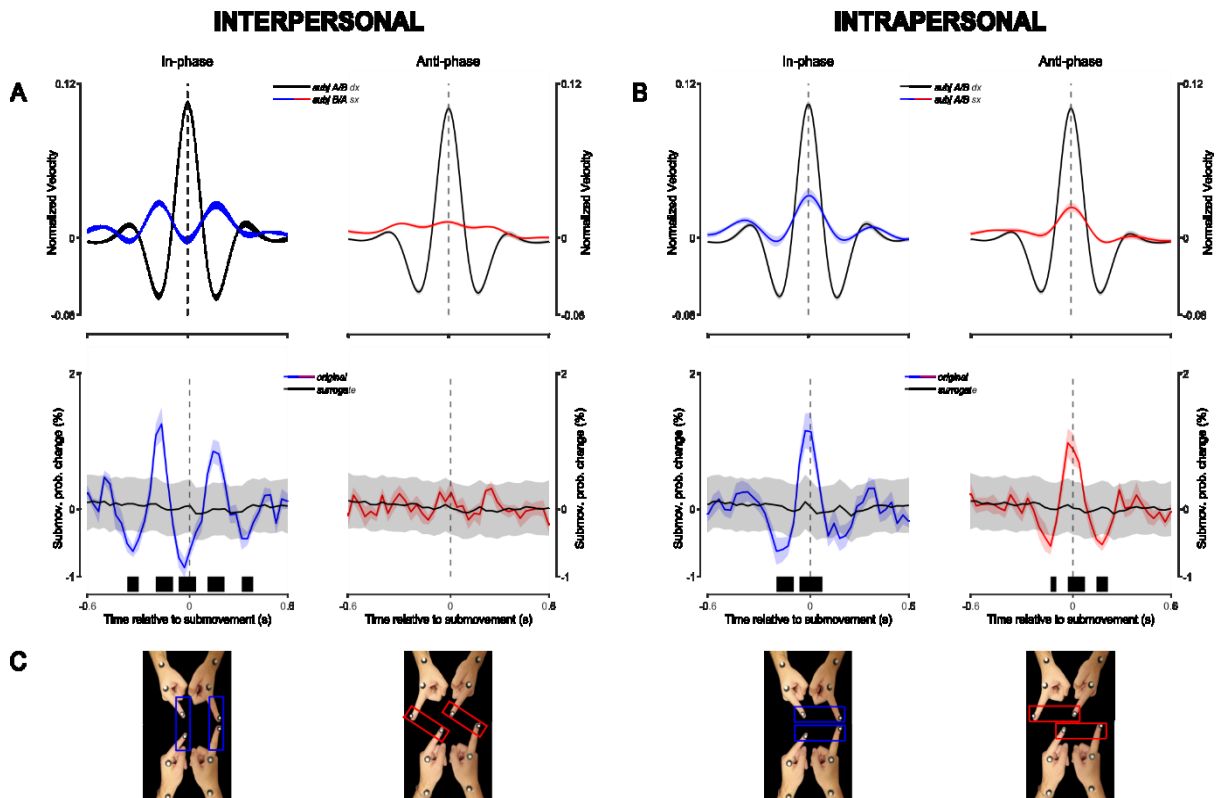 INTERPERSONAL
INTRAPERSONAL
A
In-phase
Anti-phase
0.12
0
-0.08
Normalized Velocity
subj A/B dx
subj B/A sx
0.12
0
-0.08
Normalized Velocity
B
In-phase
Anti-phase
0.12
0
-0.08
Normalized Velocity
subj A/B dx
subj A/B sx
0.12
0
-0.08
Normalized Velocity
2
0
-1
Submov. prob. change (%)
original
surrogate
2
0
-1
Submov. prob. change (%)
-0.6 0 0.6
Time relative to submovement (s)
-0.6 0 0.6
Time relative to submovement (s)
2
0
-1
Submov. prob. change (%)
original
surrogate
2
0
-1
Submov. prob. change (%)
-0.6 0 0.6
Time relative to submovement (s)
-0.6 0 0.6
Time relative to submovement (s)
C